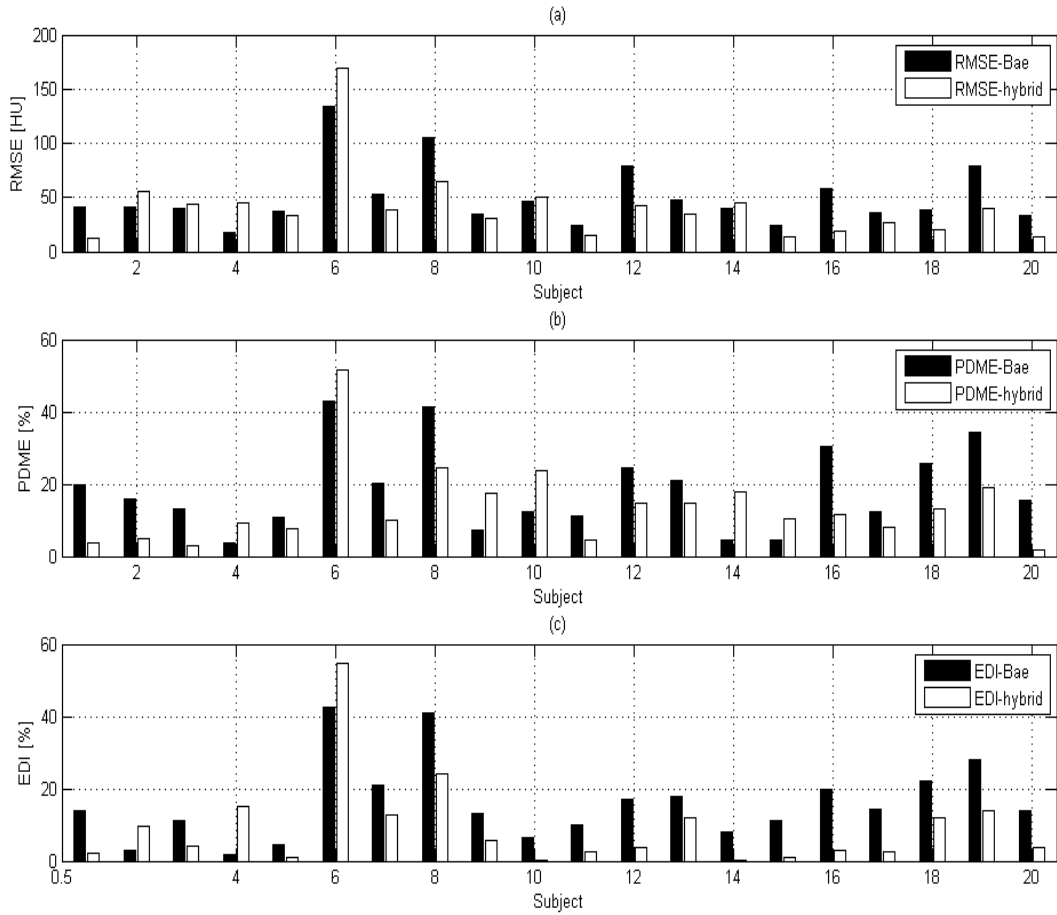 (a)
RMSE [HU]
200
150
100
50
0
RMSE-Bae
RMSE-hybrid
2 4 6 8 10 12 14 16 18 20
Subject
(b)
PDME [%]
60
40
20
0
PDME-Bae
PDME-hybrid
2 4 6 8 10 12 14 16 18 20
Subject
(c)
EDI [%]
60
40
20
0
EDI-Bae
EDI-hybrid
0.5 4 6 8 10 12 14 16 18 20
Subject